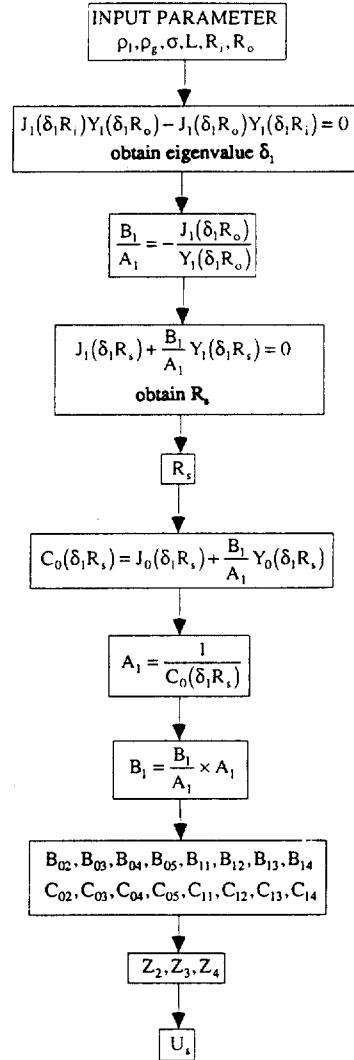 INPUT PARAMETER
ρ₁,ρ_g,σ,L,R_i,R_o
J₁(δ₁R_i)Y₁(δ₁R_o)−J₁(δ₁R_o)Y₁(δ₁R_i)=0
obtain eigenvalue δ₁
B₁/A₁ = −J₁(δ₁R_o)/Y₁(δ₁R_o)
J₁(δ₁R_s)+B₁/A₁ Y₁(δ₁R_s)=0
obtain R_s
R_s
C₀(δ₁R_s)=J₀(δ₁R_s)+B₁/A₁ Y₀(δ₁R_s)
A₁ = 1/C₀(δ₁R_s)
B₁ = B₁/A₁ × A₁
B₀₂,B₀₃,B₀₄,B₀₅,B₁₁,B₁₂,B₁₃,B₁₄
C₀₂,C₀₃,C₀₄,C₀₅,C₁₁,C₁₂,C₁₃,C₁₄
Z₂,Z₃,Z₄
U_s